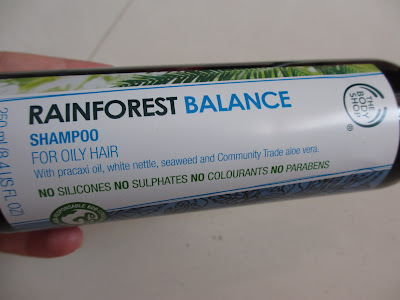 RAINFOREST BALANCE
SHAMPOO
FOR OILY HAIR
With pracaxi oil, white nettle, seaweed and Community Trade aloe vera.
NO SILICONES NO SULPHATES NO COLOURANTS NO PARABENS
THE
BODY
SHOP
®
250 ml (8.4 US FL.OZ)